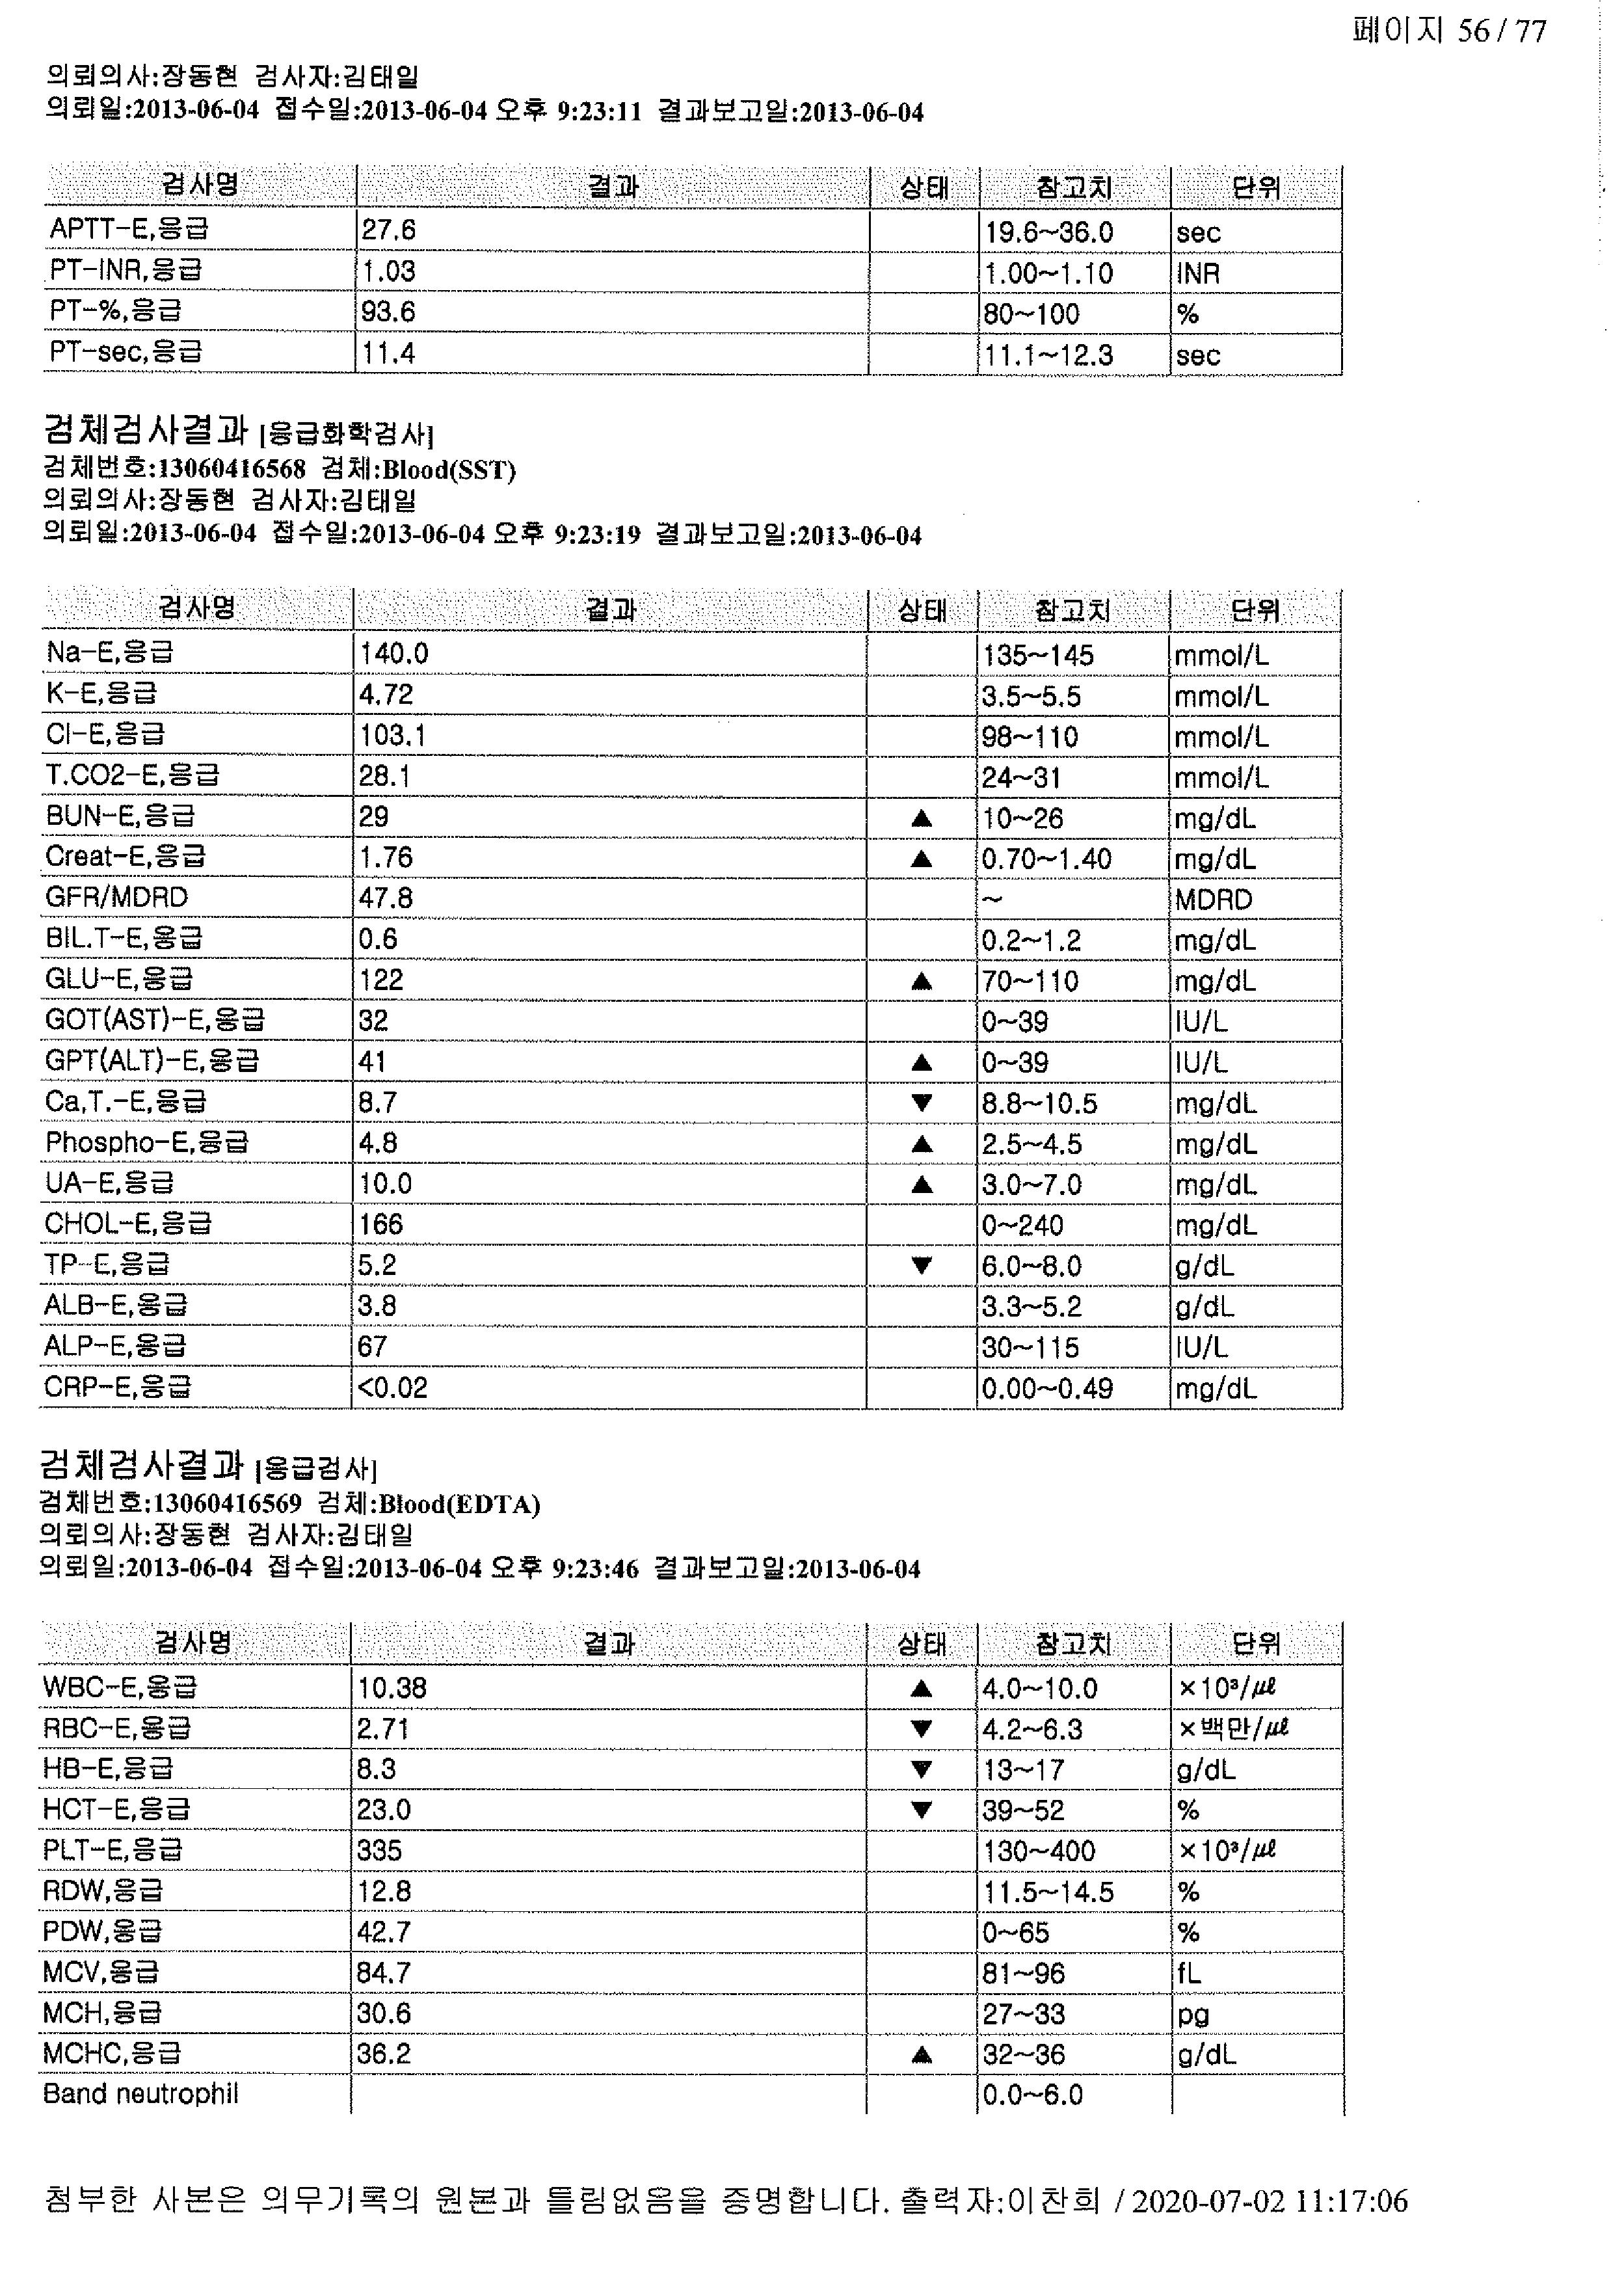 페이지 56 / 77
의뢰의사:장동현 검사자:김태일
의뢰일:2013-06-04 접수일:2013-06-04 오후 9:23:11 결과보고일:2013-06-04
검사명 결과 상태 참고치 단위
APTT-E,응급 27.6 19.6~36.0 sec
PT-INR,응급 1.03 1.00~1.10 INR
PT-%,응급 93.6 80~100 %
PT-sec,응급 11.4 11.1~12.3 sec
검체검사결과 [응급화학검사]
검체번호:13060416568 검체:Blood(SST)
의뢰의사:장동현 검사자:김태일
의뢰일:2013-06-04 접수일:2013-06-04 오후 9:23:19 결과보고일:2013-06-04
검사명 결과 상태 참고치 단위
Na-E,응급 140.0 135~145 mmol/L
K-E,응급 4.72 3.5~5.5 mmol/L
Cl-E,응급 103.1 98~110 mmol/L
T.CO2-E,응급 28.1 24~31 mmol/L
BUN-E,응급 29 ▲ 10~26 mg/dL
Creat-E,응급 1.76 ▲ 0.70~1.40 mg/dL
GFR/MDRD 47.8 ~ MDRD
BIL.T-E,응급 0.6 0.2~1.2 mg/dL
GLU-E,응급 122 ▲ 70~110 mg/dL
GOT(AST)-E,응급 32 0~39 IU/L
GPT(ALT)-E,응급 41 ▲ 0~39 IU/L
Ca,T.-E,응급 8.7 ▼ 8.8~10.5 mg/dL
Phospho-E,응급 4.8 ▲ 2.5~4.5 mg/dL
UA-E,응급 10.0 ▲ 3.0~7.0 mg/dL
CHOL-E,응급 166 0~240 mg/dL
TP-E,응급 5.2 ▼ 6.0~8.0 g/dL
ALB-E,응급 3.8 3.3~5.2 g/dL
ALP-E,응급 67 30~115 IU/L
CRP-E,응급 <0.02 0.00~0.49 mg/dL
검체검사결과 [응급검사]
검체번호:13060416569 검체:Blood(EDTA)
의뢰의사:장동현 검사자:김태일
의뢰일:2013-06-04 접수일:2013-06-04 오후 9:23:46 결과보고일:2013-06-04
검사명 결과 상태 참고치 단위
WBC-E,응급 10.38 ▲ 4.0~10.0 ×10³/㎕
RBC-E,응급 2.71 ▼ 4.2~6.3 ×백만/㎕
HB-E,응급 8.3 ▼ 13~17 g/dL
HCT-E,응급 23.0 ▼ 39~52 %
PLT-E,응급 335 130~400 ×10³/㎕
RDW,응급 12.8 11.5~14.5 %
PDW,응급 42.7 0~65 %
MCV,응급 84.7 81~96 fL
MCH,응급 30.6 27~33 pg
MCHC,응급 36.2 ▲ 32~36 g/dL
Band neutrophil 0.0~6.0
첨부한 사본은 의무기록의 원본과 틀림없음을 증명합니다. 출력자:이찬희 / 2020-07-02 11:17:06